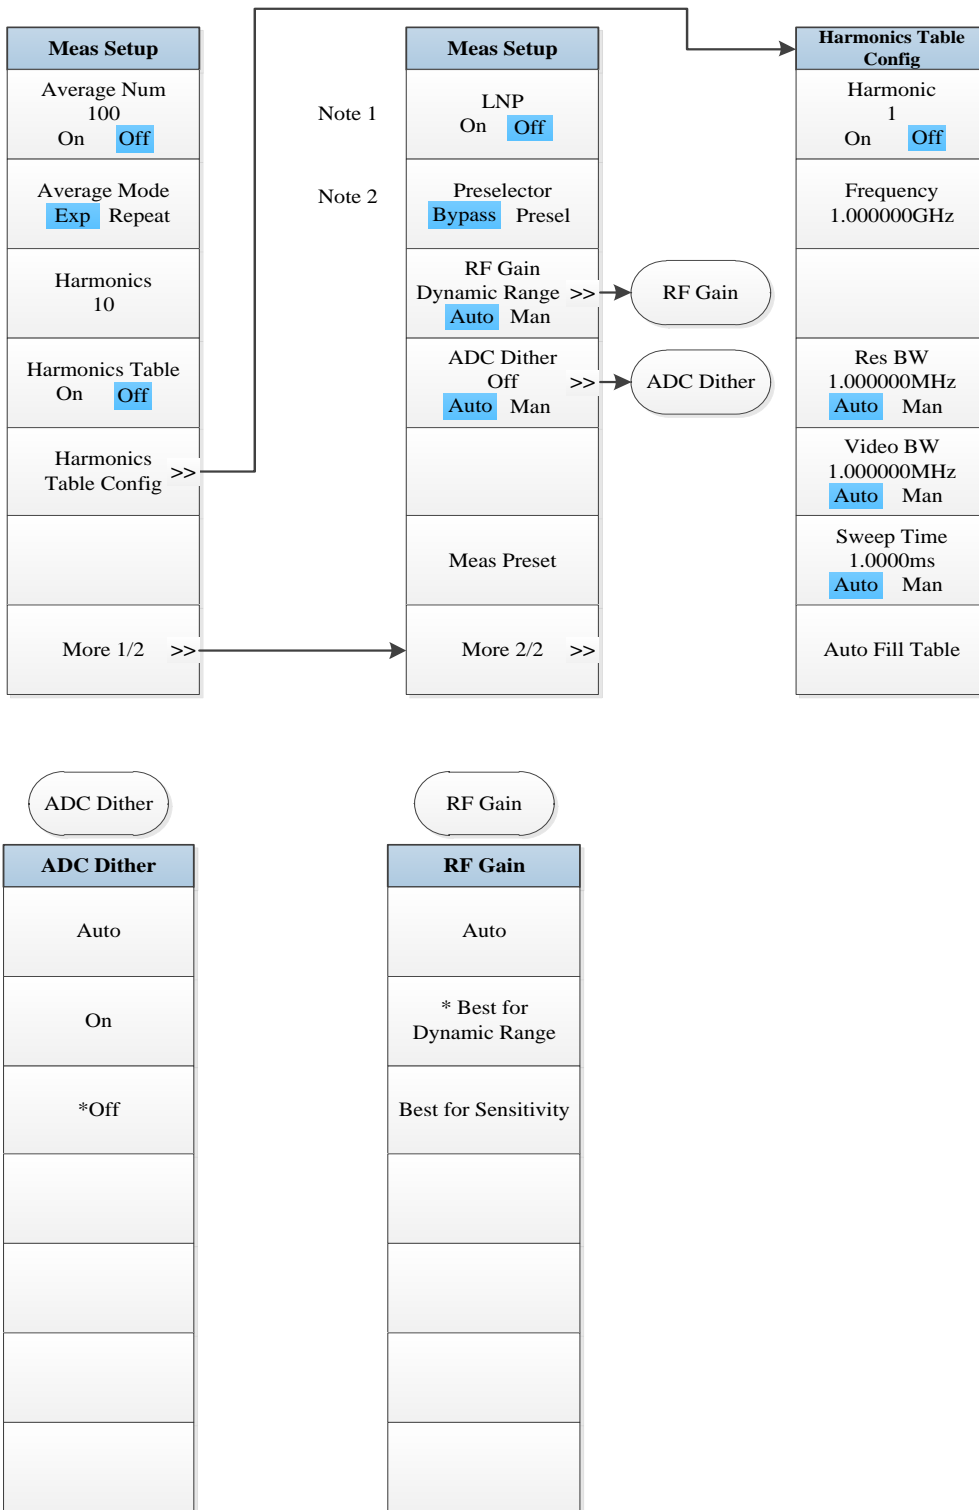 Meas Setup
Average Num
100
On Off
Average Mode
Exp Repeat
Harmonics
10
Harmonics Table
On Off
Harmonics
Table Config >>
More 1/2 >>
Note 1
Note 2
Meas Setup
LNP
On Off
Preselector
Bypass Presel
RF Gain
Dynamic Range >>
Auto Man
RF Gain
ADC Dither
Off >>
Auto Man
ADC Dither
Meas Preset
More 2/2 >>
Harmonics Table
Config
Harmonic
1
On Off
Frequency
1.000000GHz
Res BW
1.000000MHz
Auto Man
Video BW
1.000000MHz
Auto Man
Sweep Time
1.0000ms
Auto Man
Auto Fill Table
ADC Dither
ADC Dither
Auto
On
*Off
RF Gain
RF Gain
Auto
* Best for
Dynamic Range
Best for Sensitivity